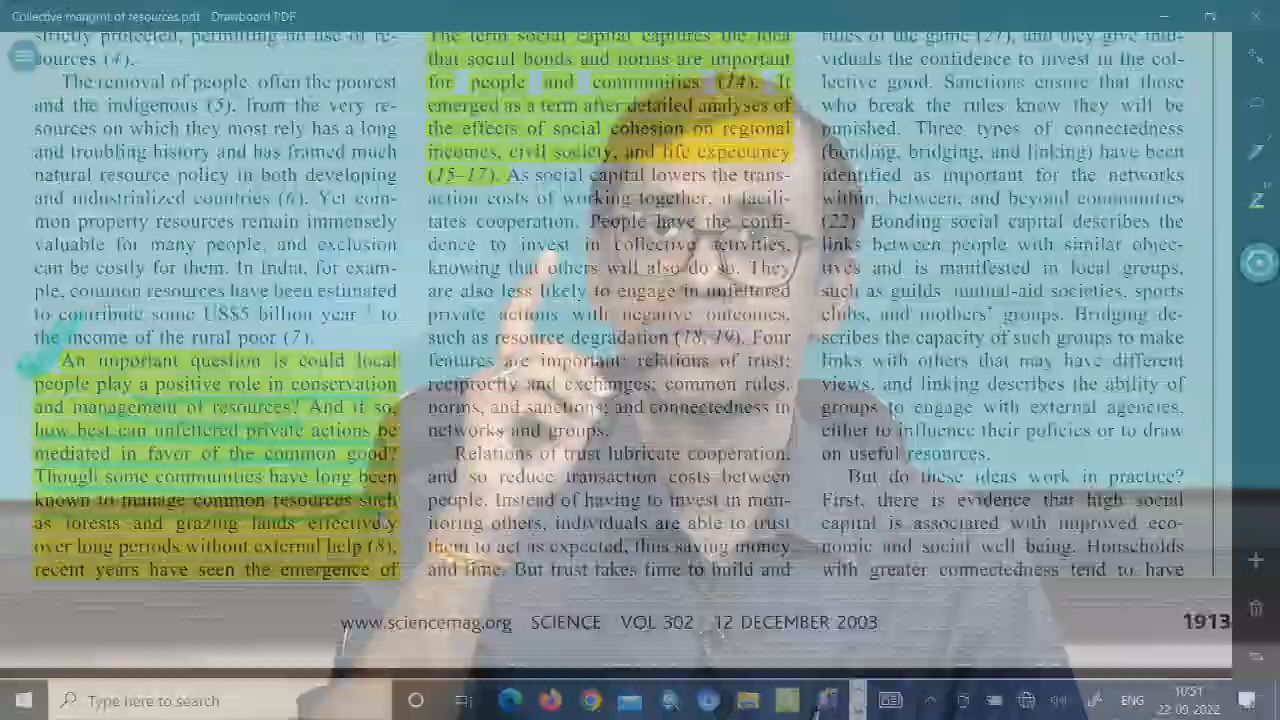 Collective mangmt of resources.pdf - Drawboard PDF
strictly protected, permitting no use of re-
sources (4).
The removal of people, often the poorest
and the indigenous (5), from the very re-
sources on which they most rely has a long
and troubling history and has framed much
natural resource policy in both developing
and industrialized countries (6). Yet com-
mon property resources remain immensely
valuable for many people, and exclusion
can be costly for them. In India, for exam-
ple, common resources have been estimated
to contribute some US$5 billion year⁻¹ to
the income of the rural poor (7).
An important question is could local
people play a positive role in conservation
and management of resources? And if so,
how best can unfettered private actions be
mediated in favor of the common good?
Though some communities have long been
known to manage common resources such
as forests and grazing lands effectively
over long periods without external help (8),
recent years have seen the emergence of
The term social capital captures the idea
that social bonds and norms are important
for people and communities (14). It
emerged as a term after detailed analyses of
the effects of social cohesion on regional
incomes, civil society, and life expectancy
(15–17). As social capital lowers the trans-
action costs of working together, it facili-
tates cooperation. People have the confi-
dence to invest in collective activities,
knowing that others will also do so. They
are also less likely to engage in unfettered
private actions with negative outcomes,
such as resource degradation (18, 19). Four
features are important: relations of trust;
reciprocity and exchanges; common rules,
norms, and sanctions; and connectedness in
networks and groups.
Relations of trust lubricate cooperation,
and so reduce transaction costs between
people. Instead of having to invest in mon-
itoring others, individuals are able to trust
them to act as expected, thus saving money
and time. But trust takes time to build and
rules of the game (21), and they give indi-
viduals the confidence to invest in the col-
lective good. Sanctions ensure that those
who break the rules know they will be
punished. Three types of connectedness
(bonding, bridging, and linking) have been
identified as important for the networks
within, between, and beyond communities
(22). Bonding social capital describes the
links between people with similar objec-
tives and is manifested in local groups,
such as guilds, mutual-aid societies, sports
clubs, and mothers' groups. Bridging de-
scribes the capacity of such groups to make
links with others that may have different
views, and linking describes the ability of
groups to engage with external agencies,
either to influence their policies or to draw
on useful resources.
But do these ideas work in practice?
First, there is evidence that high social
capital is associated with improved eco-
nomic and social well being. Households
with greater connectedness tend to have
www.sciencemag.org SCIENCE VOL 302 12 DECEMBER 2003
1913
Type here to search
ENG
10:51
22-09-2022